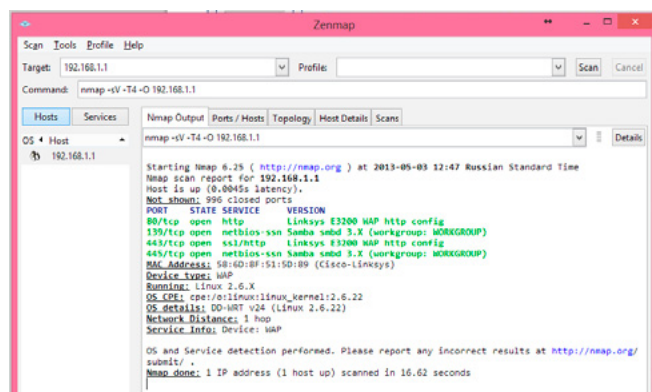 Zenmap
Scan Tools Profile Help
Target: 192.168.1.1 Profile: Scan Cancel
Command: nmap -sV -T4 -O 192.168.1.1
Hosts Services
Nmap Output Ports / Hosts Topology Host Details Scans
OS Host
nmap -sV -T4 -O 192.168.1.1 Details
192.168.1.1
Starting Nmap 6.25 ( http://nmap.org ) at 2013-05-03 12:47 Russian Standard Time
Nmap scan report for 192.168.1.1
Host is up (0.0045s latency).
Not shown: 996 closed ports
PORT STATE SERVICE VERSION
80/tcp open http Linksys E3200 WAP http config
139/tcp open netbios-ssn Samba smbd 3.X (workgroup: WORKGROUP)
443/tcp open ssl/http Linksys E3200 WAP http config
445/tcp open netbios-ssn Samba smbd 3.X (workgroup: WORKGROUP)
MAC Address: 58:6D:8F:51:5D:89 (Cisco-Linksys)
Device type: WAP
Running: Linux 2.6.X
OS CPE: cpe:/o:linux:linux_kernel:2.6.22
OS details: DD-WRT v24 (Linux 2.6.22)
Network Distance: 1 hop
Service Info: Device: WAP
OS and Service detection performed. Please report any incorrect results at http://nmap.org/
submit/ .
Nmap done: 1 IP address (1 host up) scanned in 16.62 seconds